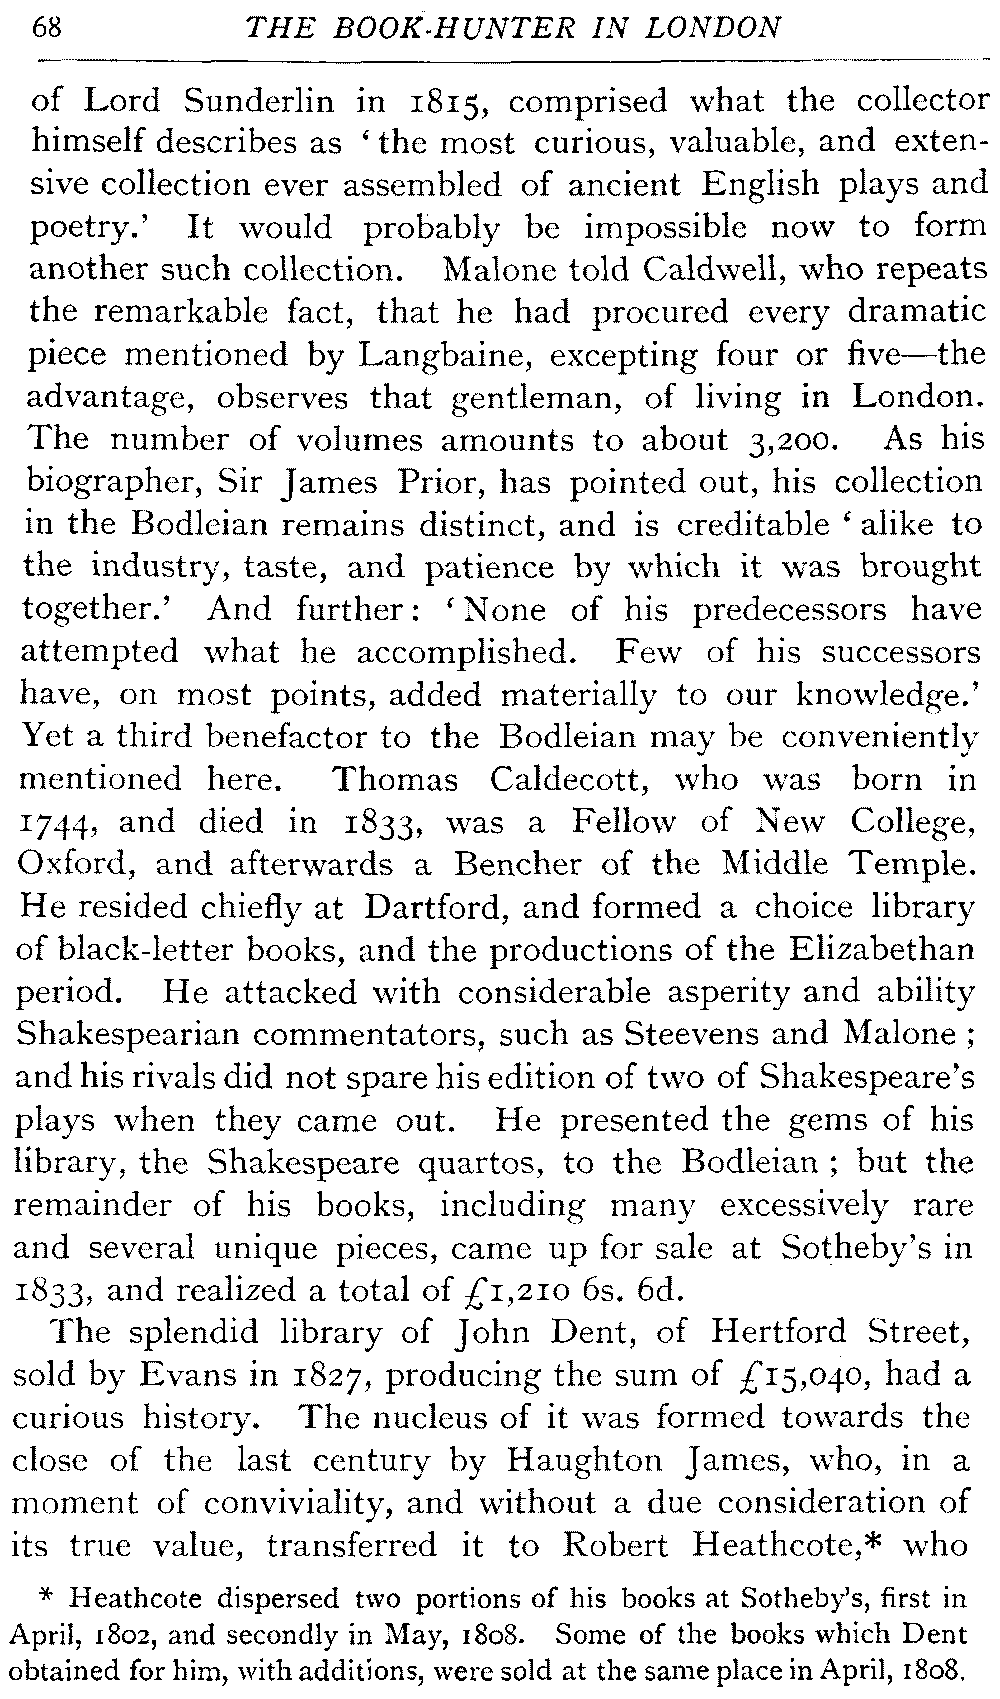 68 THE BOOK-HUNTER IN LONDON
of Lord Sunderlin in 1815, comprised what the collector
himself describes as ‘ the most curious, valuable, and exten-
sive collection ever assembled of ancient English plays and
poetry.’ It would probably be impossible now to form
another such collection. Malone told Caldwell, who repeats
the remarkable fact, that he had procured every dramatic
piece mentioned by Langbaine, excepting four or five—the
advantage, observes that gentleman, of living in London.
The number of volumes amounts to about 3,200. As his
biographer, Sir James Prior, has pointed out, his collection
in the Bodleian remains distinct, and is creditable ‘ alike to
the industry, taste, and patience by which it was brought
together.’ And further: ‘ None of his predecessors have
attempted what he accomplished. Few of his successors
have, on most points, added materially to our knowledge.’
Yet a third benefactor to the Bodleian may be conveniently
mentioned here. Thomas Caldecott, who was born in
1744, and died in 1833, was a Fellow of New College,
Oxford, and afterwards a Bencher of the Middle Temple.
He resided chiefly at Dartford, and formed a choice library
of black-letter books, and the productions of the Elizabethan
period. He attacked with considerable asperity and ability
Shakespearian commentators, such as Steevens and Malone ;
and his rivals did not spare his edition of two of Shakespeare’s
plays when they came out. He presented the gems of his
library, the Shakespeare quartos, to the Bodleian ; but the
remainder of his books, including many excessively rare
and several unique pieces, came up for sale at Sotheby’s in
1833, and realized a total of £1,210 6s. 6d.
The splendid library of John Dent, of Hertford Street,
sold by Evans in 1827, producing the sum of £15,040, had a
curious history. The nucleus of it was formed towards the
close of the last century by Haughton James, who, in a
moment of conviviality, and without a due consideration of
its true value, transferred it to Robert Heathcote,* who
* Heathcote dispersed two portions of his books at Sotheby’s, first in
April, 1802, and secondly in May, 1808. Some of the books which Dent
obtained for him, with additions, were sold at the same place in April, 1808.